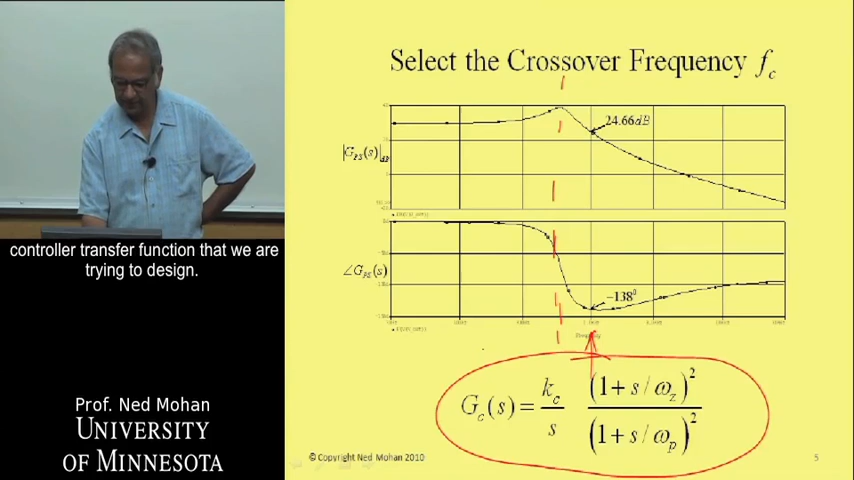 Select the Crossover Frequency f_c
24.66dB
|G_PS(s)|_dB
∠G_PS(s)
−138⁰
Frequency
G_c(s) = k_c/s (1 + s/ω_z)²/(1 + s/ω_p)²
controller transfer function that we are
trying to design.
Prof. Ned Mohan
UNIVERSITY
OF MINNESOTA
© Copyright Ned Mohan 2010
5